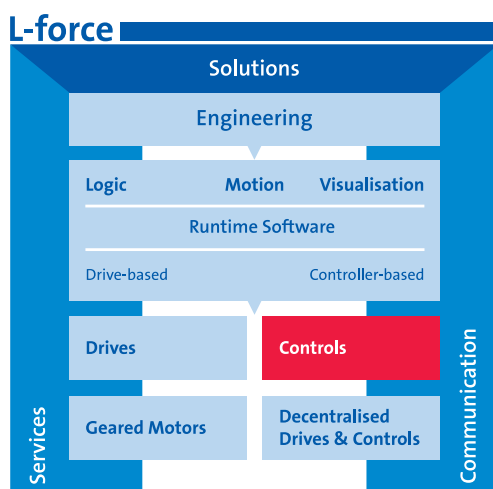 L-force
Solutions
Engineering
Logic Motion Visualisation
Runtime Software
Drive-based Controller-based
Drives Controls
Geared Motors
Decentralised
Drives & Controls
Services
Communication